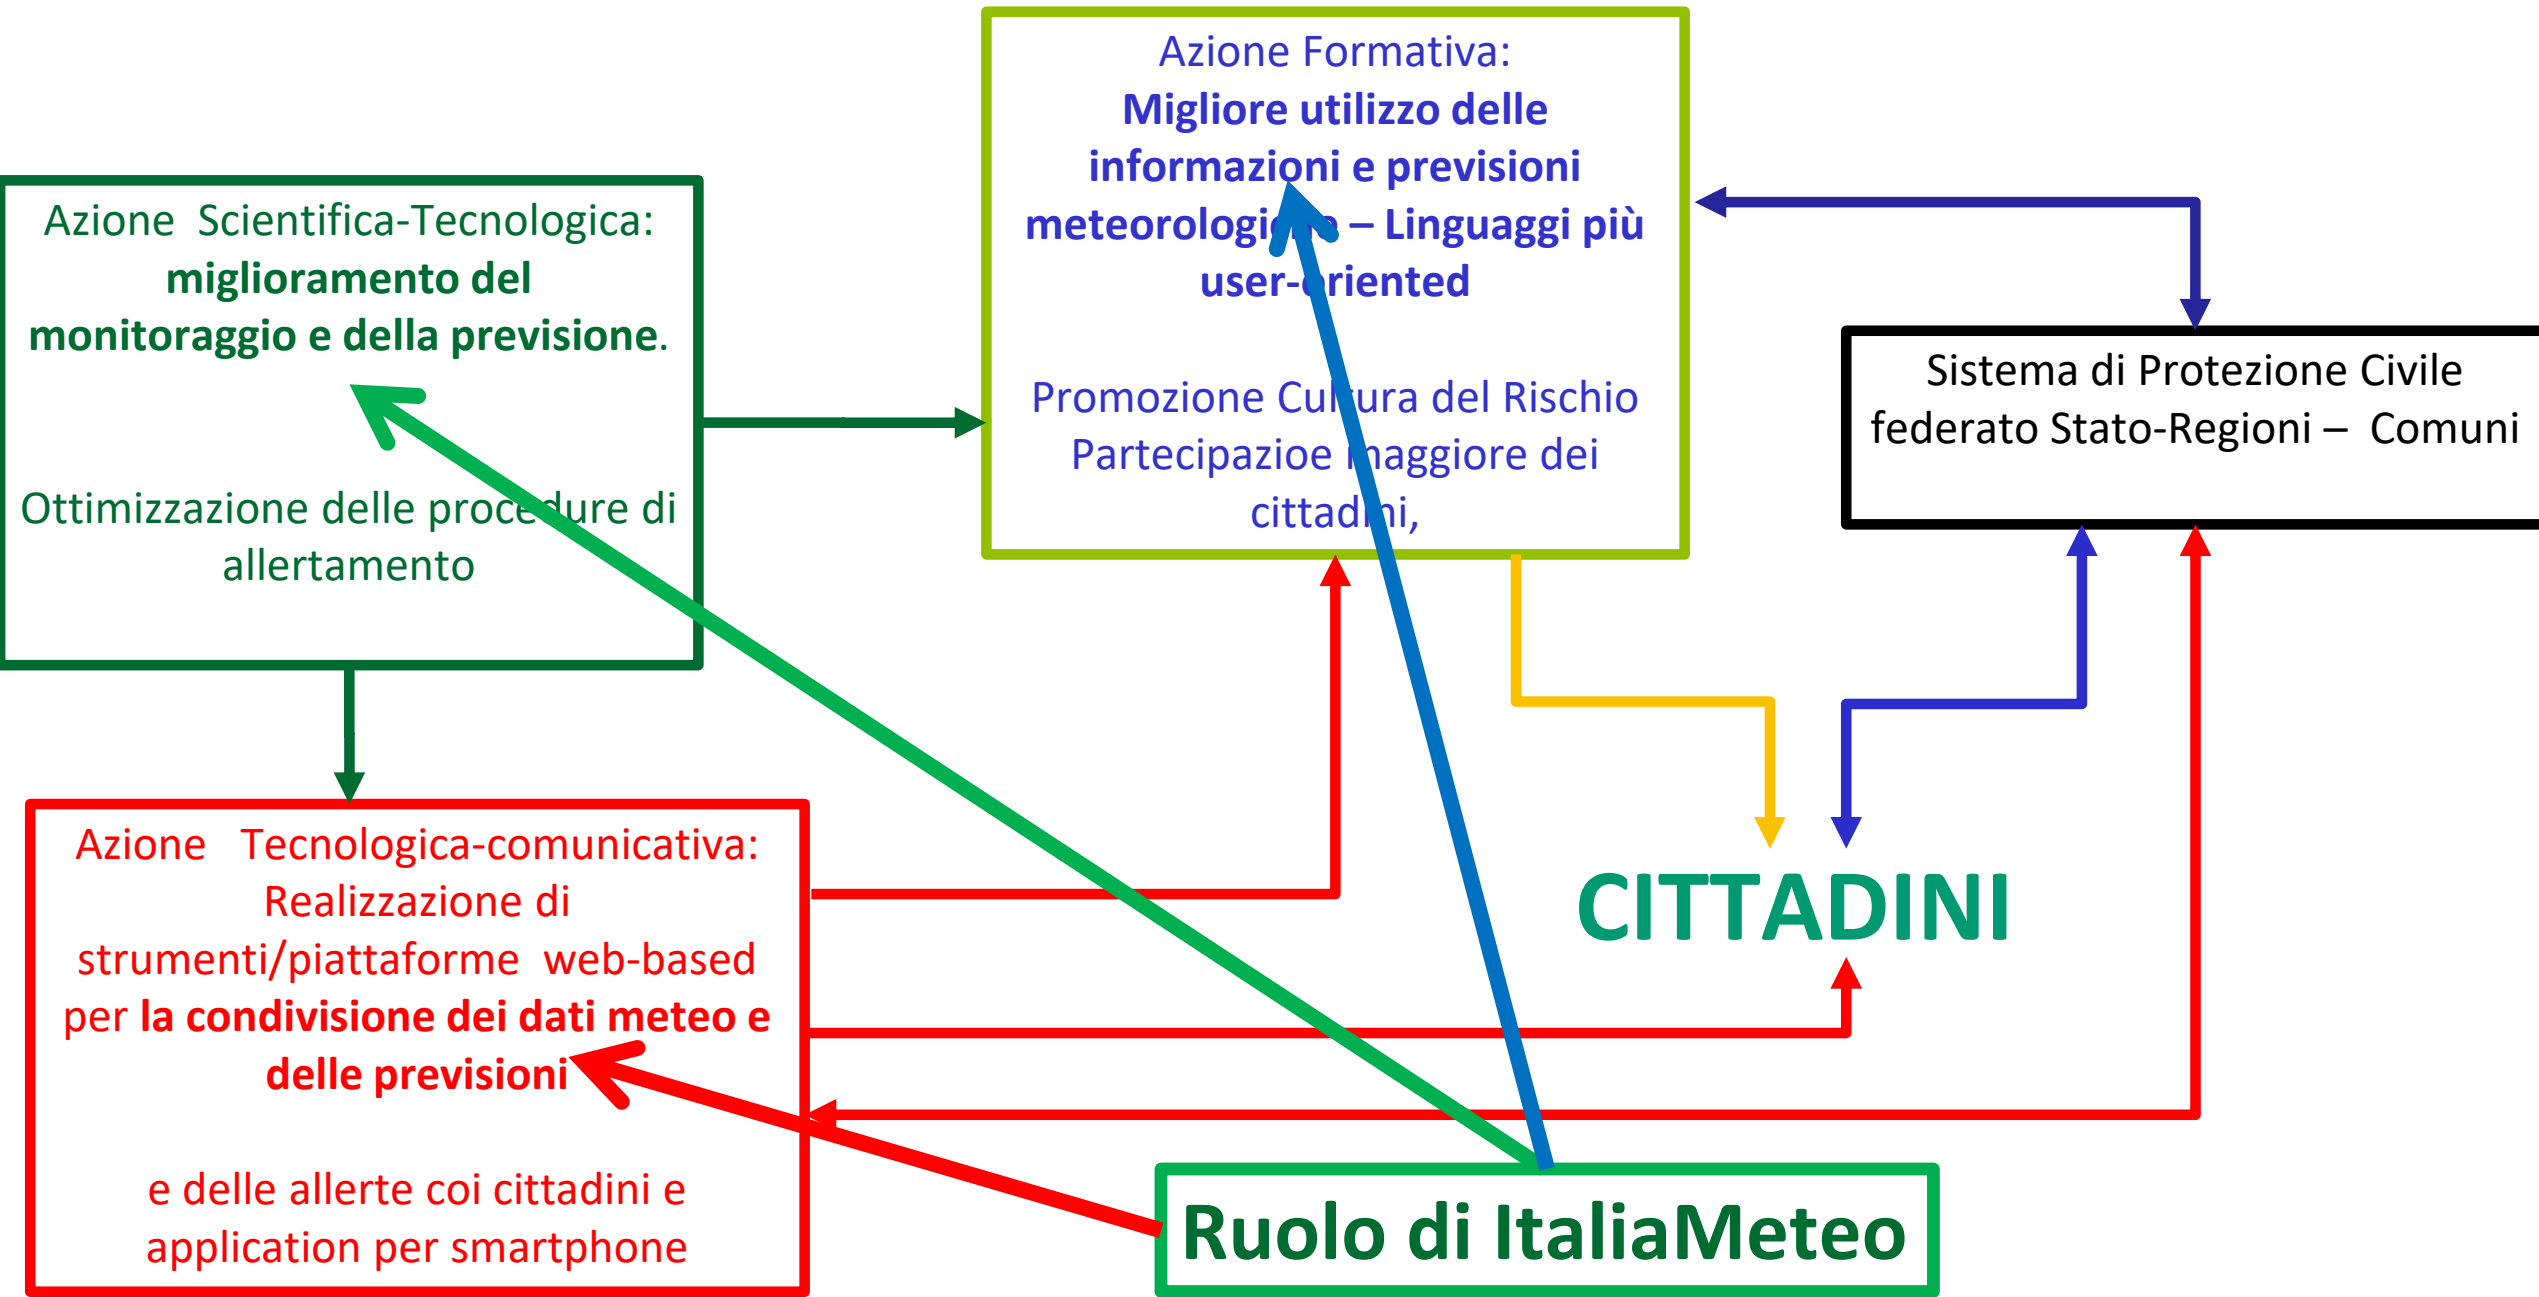 Azione Formativa:
Migliore utilizzo delle
informazioni e previsioni
meteorologiche – Linguaggi più
user-oriented
Promozione Cultura del Rischio
Partecipazioe maggiore dei
cittadini,
Azione Scientifica-Tecnologica:
miglioramento del
monitoraggio e della previsione.
Ottimizzazione delle procedure di
allertamento
Sistema di Protezione Civile
federato Stato-Regioni – Comuni
Azione Tecnologica-comunicativa:
Realizzazione di
strumenti/piattaforme web-based
per la condivisione dei dati meteo e
delle previsioni
e delle allerte coi cittadini e
application per smartphone
CITTADINI
Ruolo di ItaliaMeteo